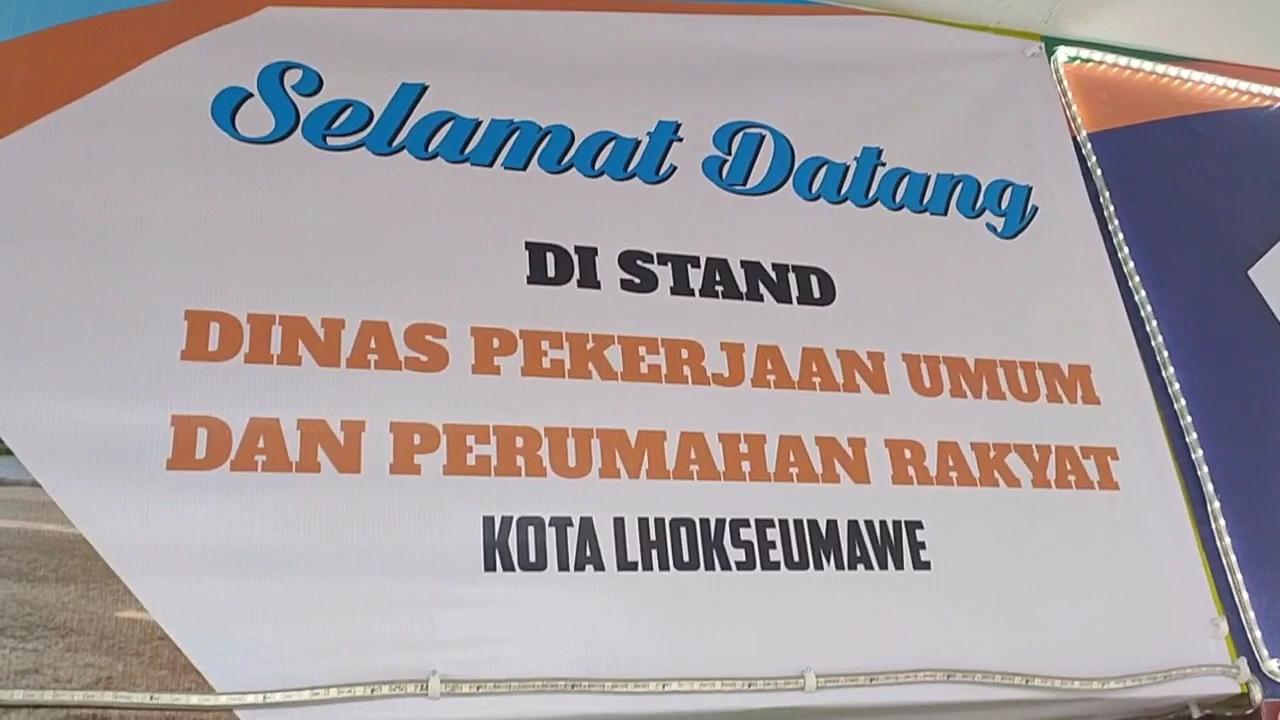 Selamat Datang
DI STAND
DINAS PEKERJAAN UMUM
DAN PERUMAHAN RAKYAT
KOTA LHOKSEUMAWE